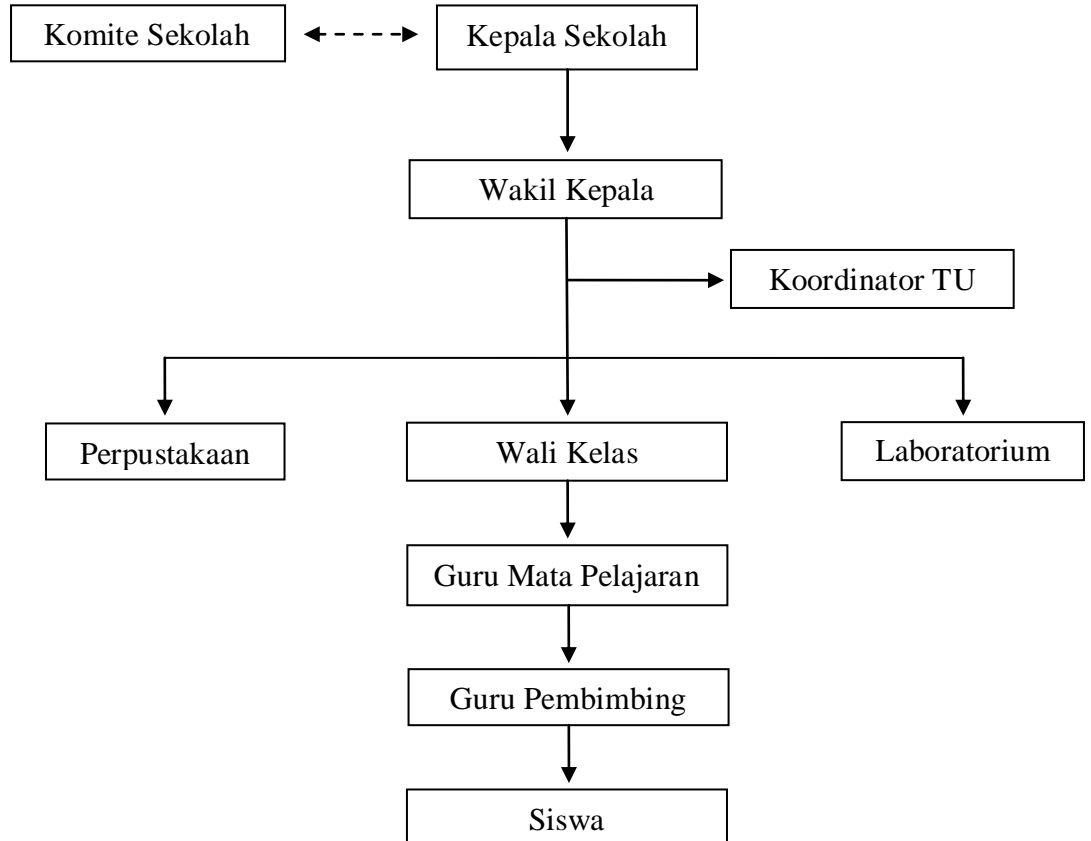 Komite Sekolah
Kepala Sekolah
Wakil Kepala
Koordinator TU
Perpustakaan
Wali Kelas
Laboratorium
Guru Mata Pelajaran
Guru Pembimbing
Siswa